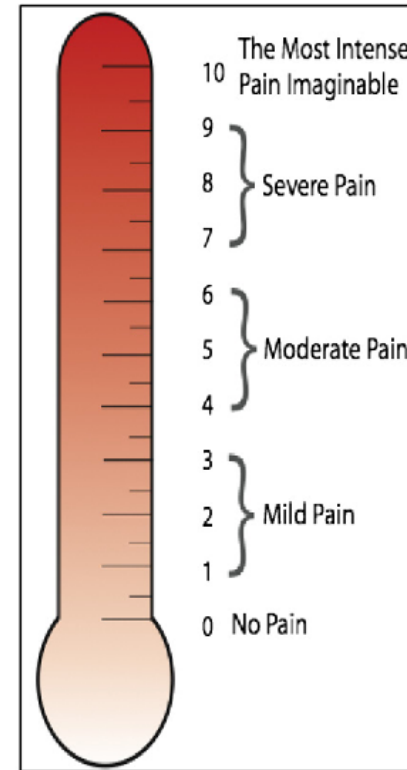 The Most Intense
10 Pain Imaginable
9
8 Severe Pain
7
6
5 Moderate Pain
4
3
2 Mild Pain
1
0 No Pain